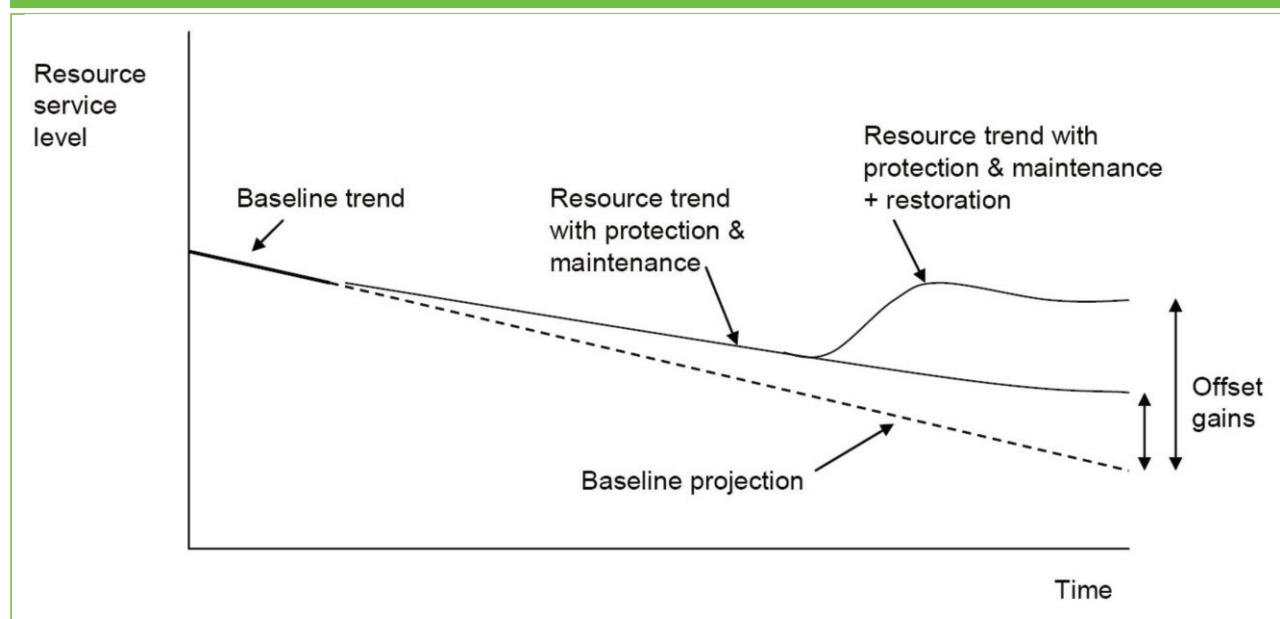 Resource
service
level
Baseline trend
Resource trend
with protection &
maintenance
Resource trend with
protection & maintenance
+ restoration
Offset
gains
Baseline projection
Time